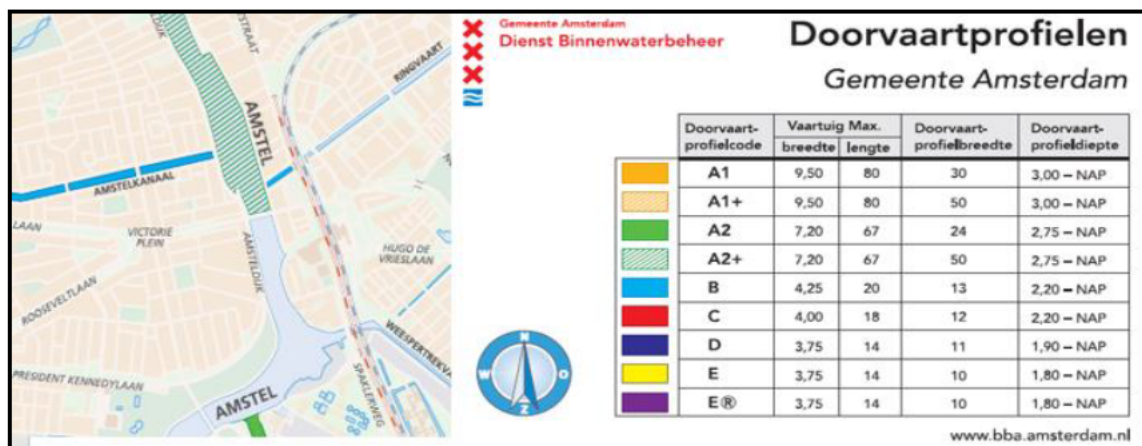 IJLDIJK
TSTRAAT
RINGVAART
AMSTEL
AMSTELKANAAL
LAAN
VICTORIE
PLEIN
AMSTELDIJK
HUGO DE
VRIESLAAN
ROOSEVELTLAAN
WEESPERTREKVA
PRESIDENT KENNEDYLAAN
SPAKLERWEG
AMSTEL
Gemeente Amsterdam
Dienst Binnenwaterbeheer
N
W O
Z
Doorvaartprofielen
Gemeente Amsterdam
Doorvaart- Vaartuig Max. Doorvaart- Doorvaart-
profielcode breedte lengte profielbreedte profieldiepte
A1 9,50 80 30 3,00 – NAP
A1+ 9,50 80 50 3,00 – NAP
A2 7,20 67 24 2,75 – NAP
A2+ 7,20 67 50 2,75 – NAP
B 4,25 20 13 2,20 – NAP
C 4,00 18 12 2,20 – NAP
D 3,75 14 11 1,90 – NAP
E 3,75 14 10 1,80 – NAP
E® 3,75 14 10 1,80 – NAP
www.bba.amsterdam.nl